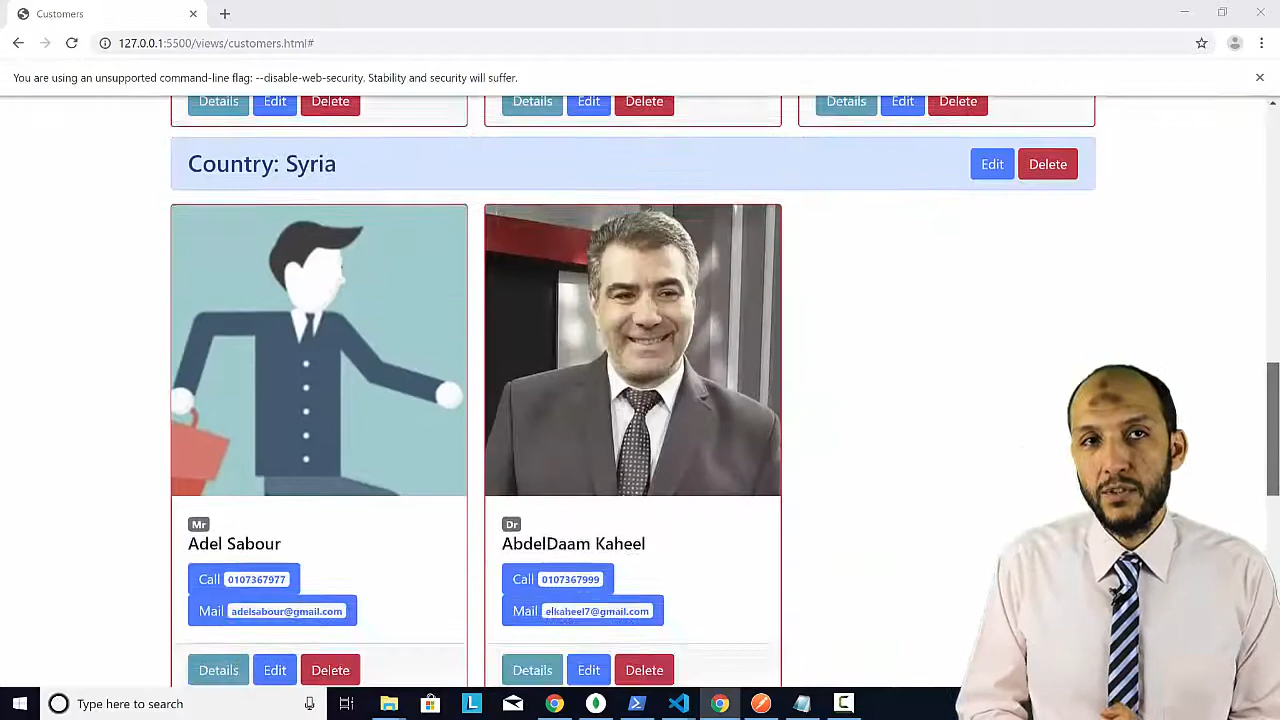 Customers
127.0.0.1:5500/views/customers.html#
You are using an unsupported command-line flag: --disable-web-security. Stability and security will suffer.
Details Edit Delete Details Edit Delete Details Edit Delete
Country: Syria Edit Delete
Mr Dr
Adel Sabour AbdelDaam Kaheel
Call 0107367977 Call 0107367999
Mail adelsabour@gmail.com Mail elkaheel7@gmail.com
Details Edit Delete Details Edit Delete
Type here to search